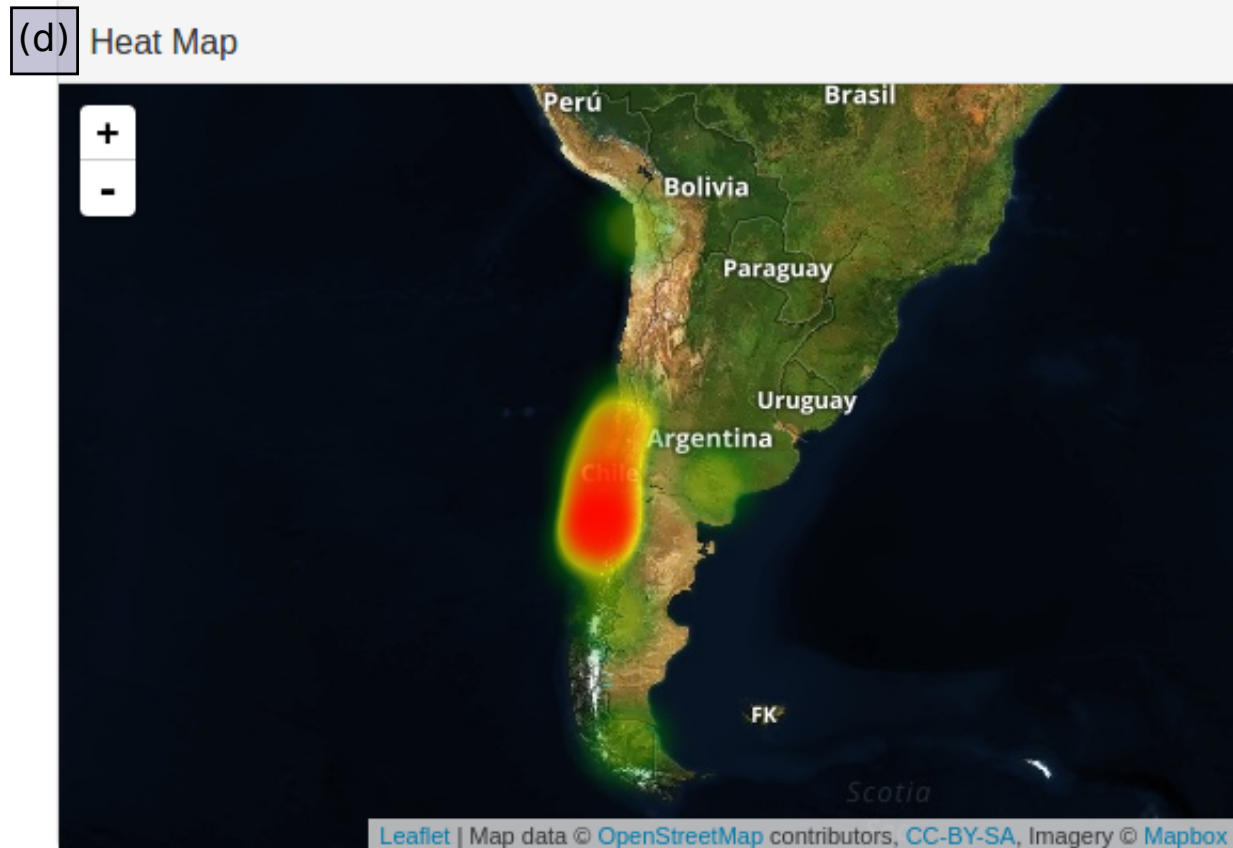 (d) Heat Map
+
-
Perú
Brasil
Bolivia
Paraguay
Uruguay
Argentina
Chile
FK
Scotia
Leaflet | Map data © OpenStreetMap contributors, CC-BY-SA, Imagery © Mapbox